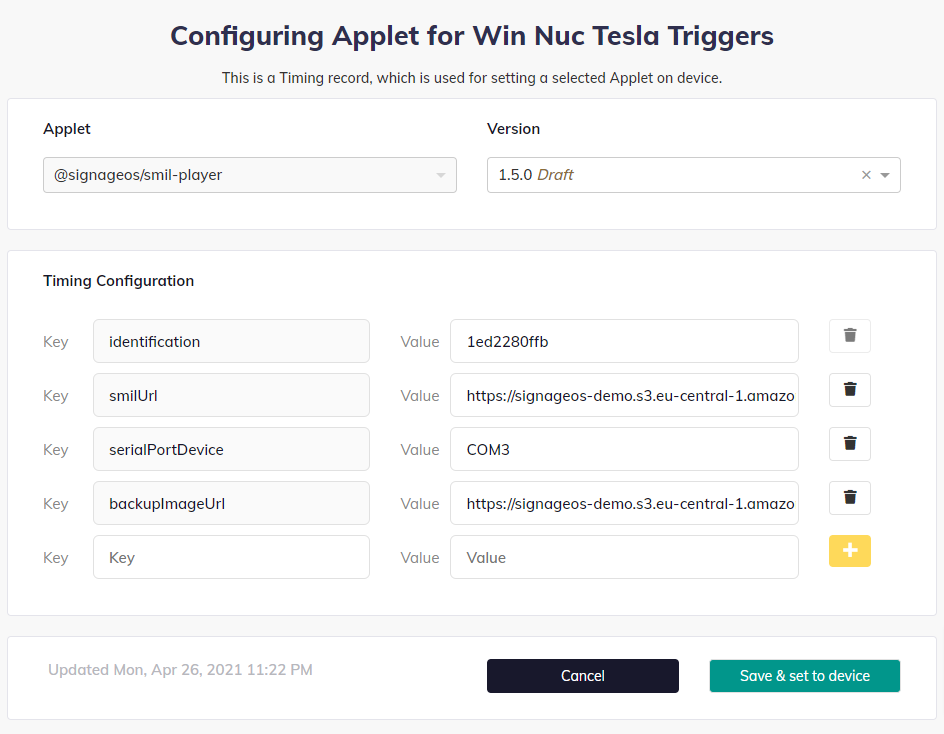 Configuring Applet for Win Nuc Tesla Triggers
This is a Timing record, which is used for setting a selected Applet on device.
Applet Version
@signageos/smil-player 1.5.0 Draft
Timing Configuration
Key identification Value 1ed2280ffb
Key smilUrl Value https://signageos-demo.s3.eu-central-1.amazo
Key serialPortDevice Value COM3
Key backupImageUrl Value https://signageos-demo.s3.eu-central-1.amazo
Key Key Value Value
Updated Mon, Apr 26, 2021 11:22 PM Cancel Save & set to device